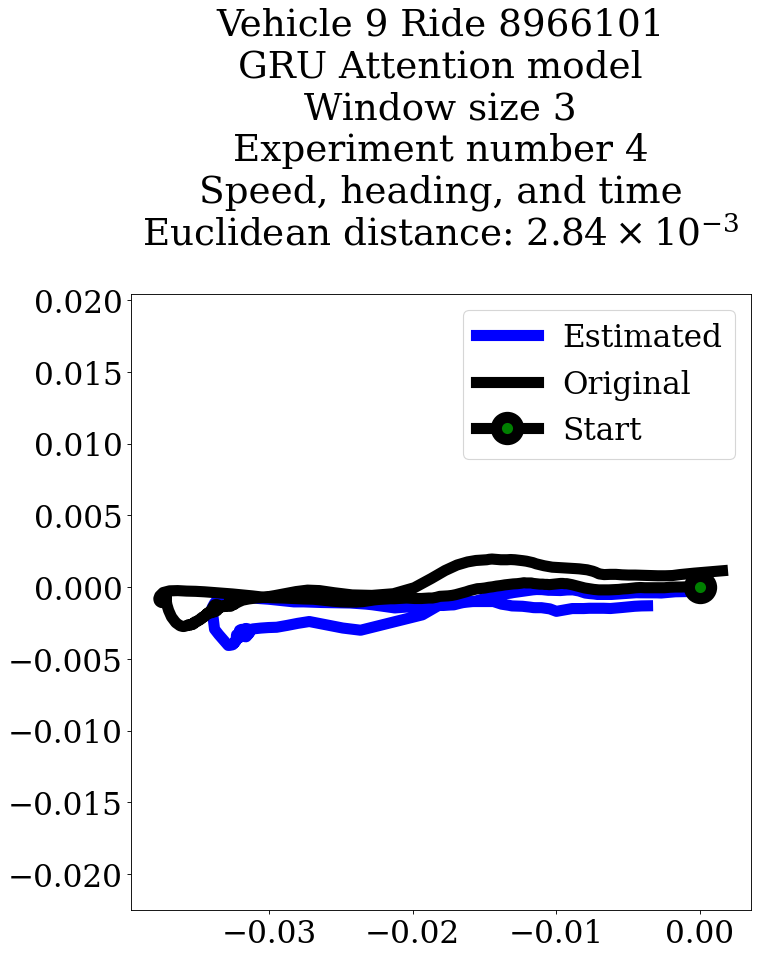 Vehicle 9 Ride 8966101
GRU Attention model
Window size 3
Experiment number 4
Speed, heading, and time
Euclidean distance: 2.84 × 10⁻³
0.020
0.015
0.010
0.005
0.000
−0.005
−0.010
−0.015
−0.020
Estimated
Original
Start
−0.03 −0.02 −0.01 0.00